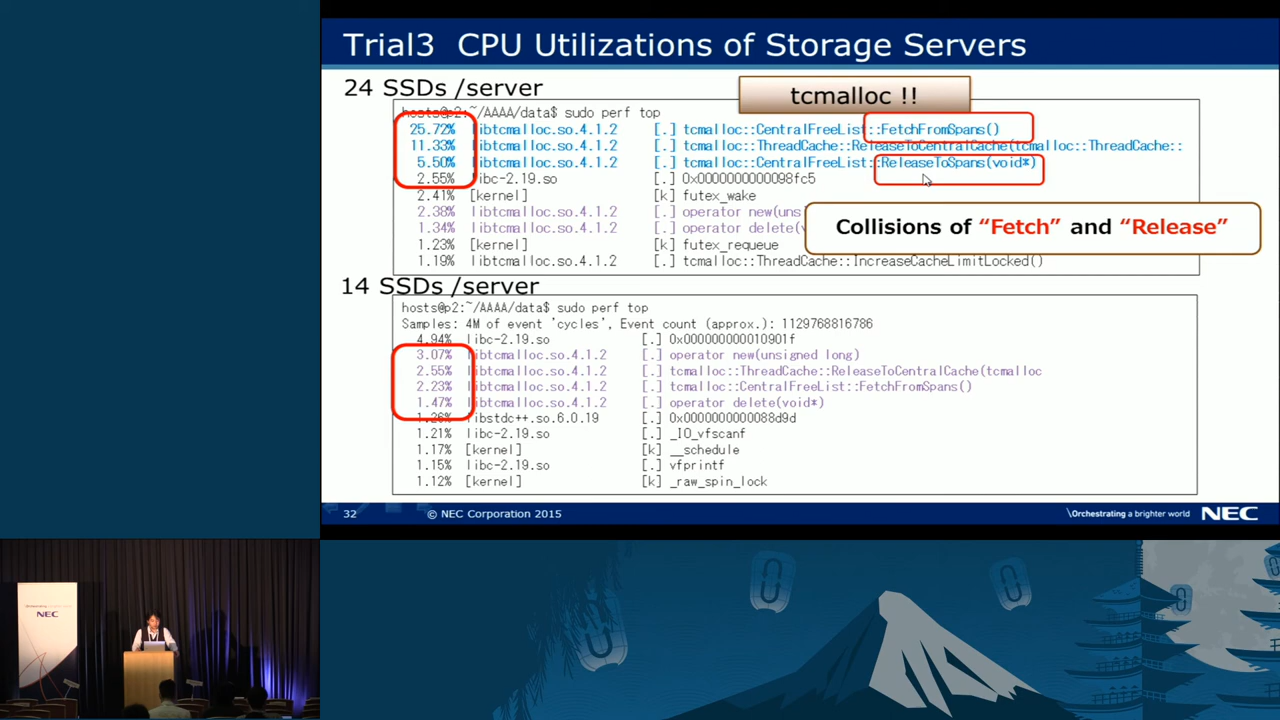 Trial3 CPU Utilizations of Storage Servers
24 SSDs /server
tcmalloc !!
hosts@p2:~/AAAA/data$ sudo perf top
25.72% libtcmalloc.so.4.1.2 [.] tcmalloc::CentralFreeList::FetchFromSpans()
11.33% libtcmalloc.so.4.1.2 [.] tcmalloc::ThreadCache::ReleaseToCentralCache(tcmalloc::ThreadCache::
5.50% libtcmalloc.so.4.1.2 [.] tcmalloc::CentralFreeList::ReleaseToSpans(void*)
2.55% libc-2.19.so [.] 0x0000000000098fc5
2.41% [kernel] [k] futex_wake
2.38% libtcmalloc.so.4.1.2 [.] operator new(uns
1.34% libtcmalloc.so.4.1.2 [.] operator delete(v
1.23% [kernel] [k] futex_requeue
1.19% libtcmalloc.so.4.1.2 [.] tcmalloc::ThreadCache::IncreaseCacheLimitLocked()
Collisions of “Fetch” and “Release”
14 SSDs /server
hosts@p2:~/AAAA/data$ sudo perf top
Samples: 4M of event 'cycles', Event count (approx.): 1129768816786
4.94% libc-2.19.so [.] 0x000000000010901f
3.07% libtcmalloc.so.4.1.2 [.] operator new(unsigned long)
2.55% libtcmalloc.so.4.1.2 [.] tcmalloc::ThreadCache::ReleaseToCentralCache(tcmalloc
2.23% libtcmalloc.so.4.1.2 [.] tcmalloc::CentralFreeList::FetchFromSpans()
1.47% libtcmalloc.so.4.1.2 [.] operator delete(void*)
1.26% libstdc++.so.6.0.19 [.] 0x0000000000088d9d
1.21% libc-2.19.so [.] _IO_vfscanf
1.17% [kernel] [k] __schedule
1.15% libc-2.19.so [.] vfprintf
1.12% [kernel] [k] _raw_spin_lock
32 © NEC Corporation 2015
\Orchestrating a brighter world NEC
NEC